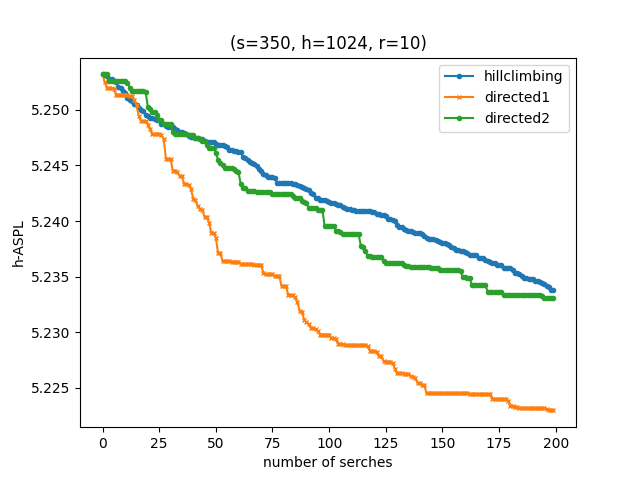 (s=350, h=1024, r=10)
hillclimbing
directed1
directed2
h-ASPL
5.250
5.245
5.240
5.235
5.230
5.225
0 25 50 75 100 125 150 175 200
number of serches